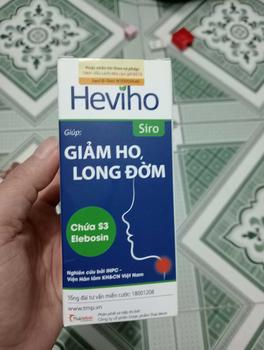 Heviho
Siro
Giúp:
GIẢM HO,
LONG ĐỜM
Chứa S3
Elebosin
Nghiên cứu bởi INPC -
Viện Hàn lâm KH&CN Việt Nam
Tổng đài tư vấn miễn cước: 18001208
www.tmp.vn